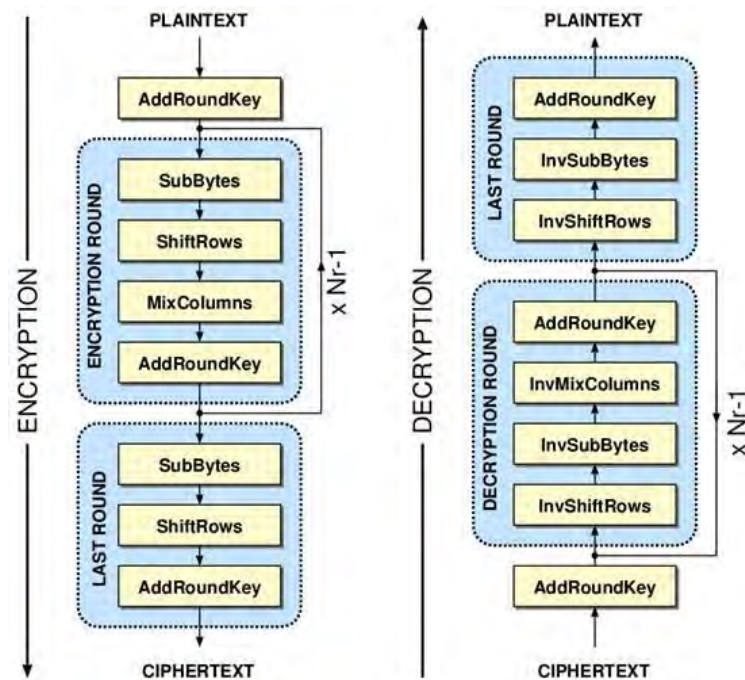 PLAINTEXT
AddRoundKey
ENCRYPTION ROUND
SubBytes
ShiftRows
MixColumns
AddRoundKey
x Nr-1
LAST ROUND
SubBytes
ShiftRows
AddRoundKey
CIPHERTEXT
ENCRYPTION
PLAINTEXT
LAST ROUND
AddRoundKey
InvSubBytes
InvShiftRows
DECRYPTION ROUND
AddRoundKey
InvMixColumns
InvSubBytes
InvShiftRows
x Nr-1
AddRoundKey
CIPHERTEXT
DECRYPTION